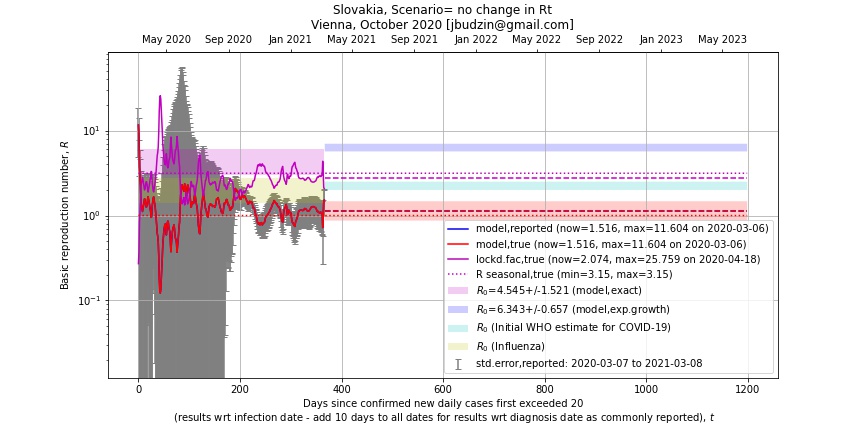 Slovakia, Scenario= no change in Rt
Vienna, October 2020 [jbudzin@gmail.com]
May 2020 Sep 2020 Jan 2021 May 2021 Sep 2021 Jan 2022 May 2022 Sep 2022 Jan 2023 May 2023
Basic reproduction number, R
10¹
10⁰
10⁻¹
model,reported (now=1.516, max=11.604 on 2020-03-06)
model,true (now=1.516, max=11.604 on 2020-03-06)
lockd.fac,true (now=2.074, max=25.759 on 2020-04-18)
R seasonal,true (min=3.15, max=3.15)
R₀=4.545+/-1.521 (model,exact)
R₀=6.343+/-0.657 (model,exp.growth)
R₀ (Initial WHO estimate for COVID-19)
R₀ (Influenza)
std.error,reported: 2020-03-07 to 2021-03-08
0 200 400 600 800 1000 1200
Days since confirmed new daily cases first exceeded 20
(results wrt infection date - add 10 days to all dates for results wrt diagnosis date as commonly reported), t